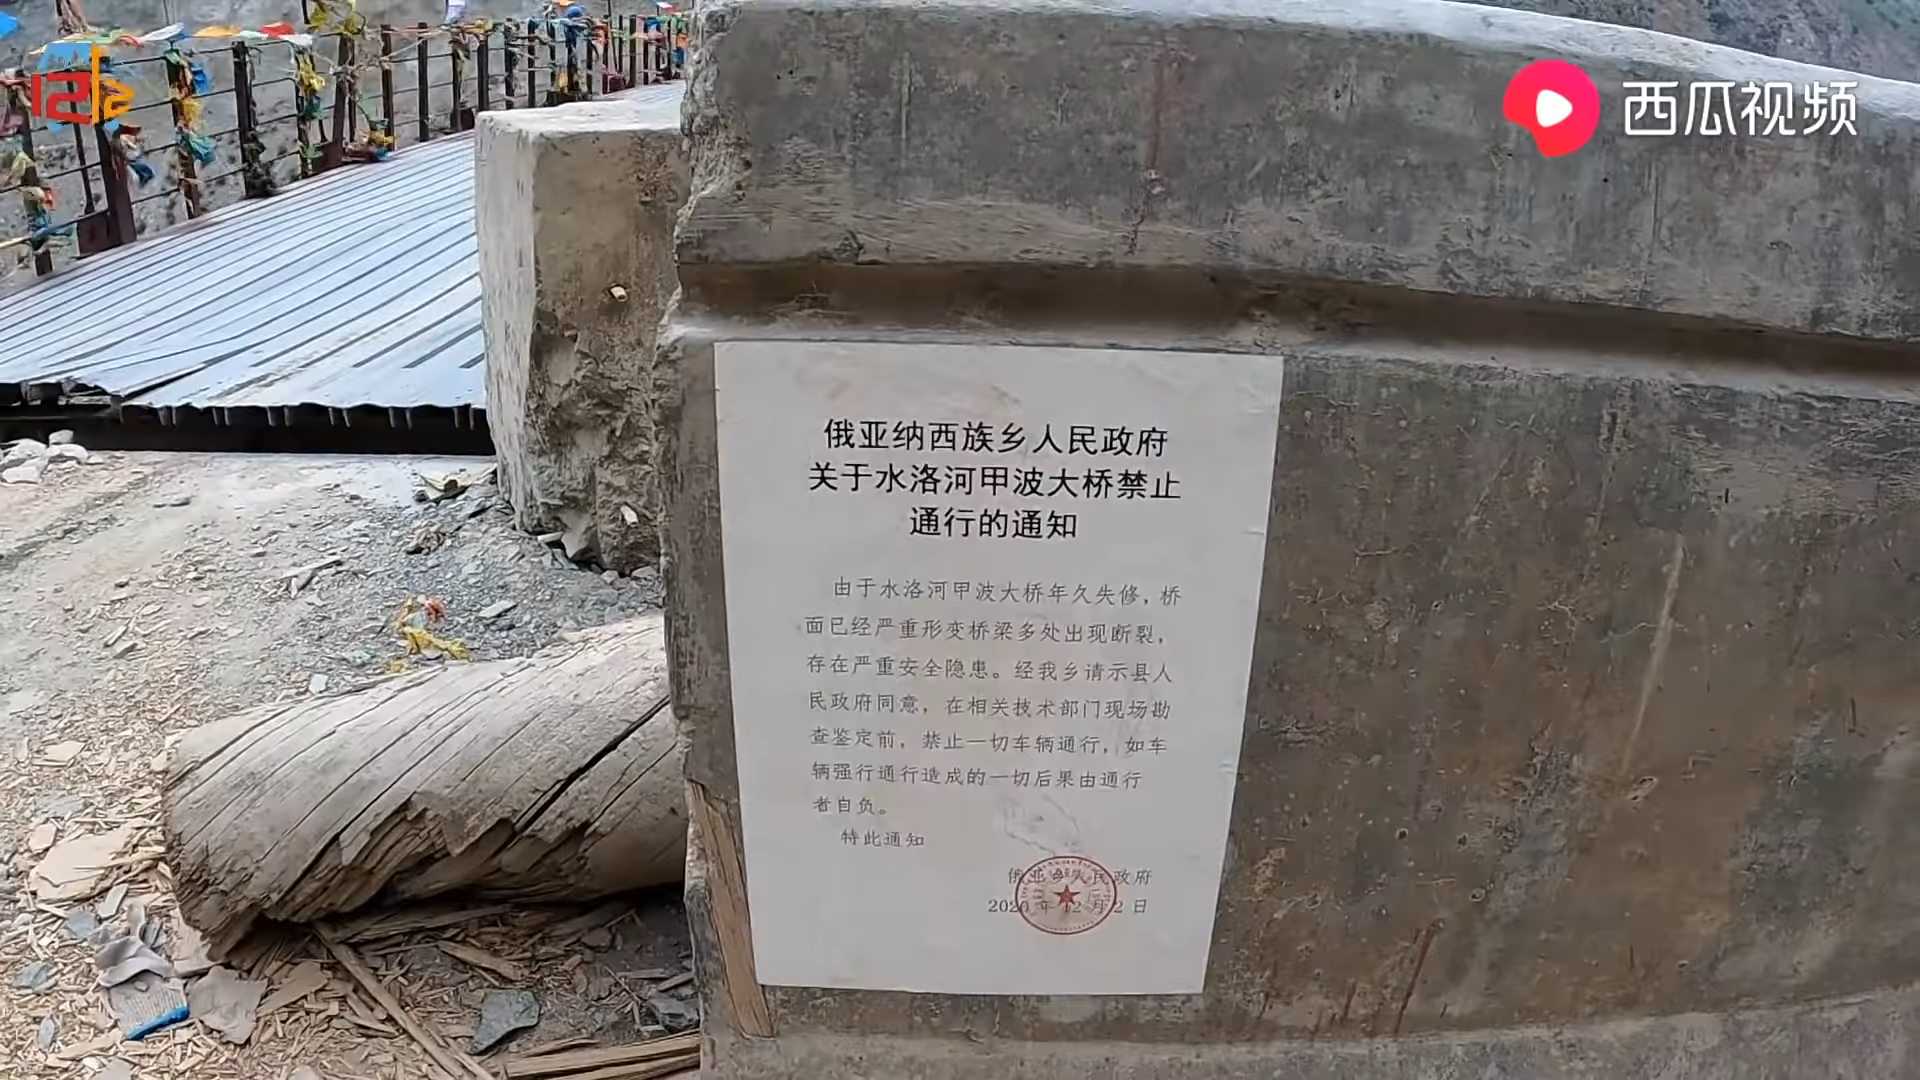 西瓜视频
俄亚纳西族乡人民政府
关于水洛河甲波大桥禁止
通行的通知
由于水洛河甲波大桥年久失修，桥
面已经严重形变桥梁多处出现断裂，
存在严重安全隐患。经我乡请示县人
民政府同意，在相关技术部门现场勘
查鉴定前，禁止一切车辆通行，如车
辆强行通行造成的一切后果由通行
者自负。
特此通知
俄亚乡人民政府
2020年12月2日